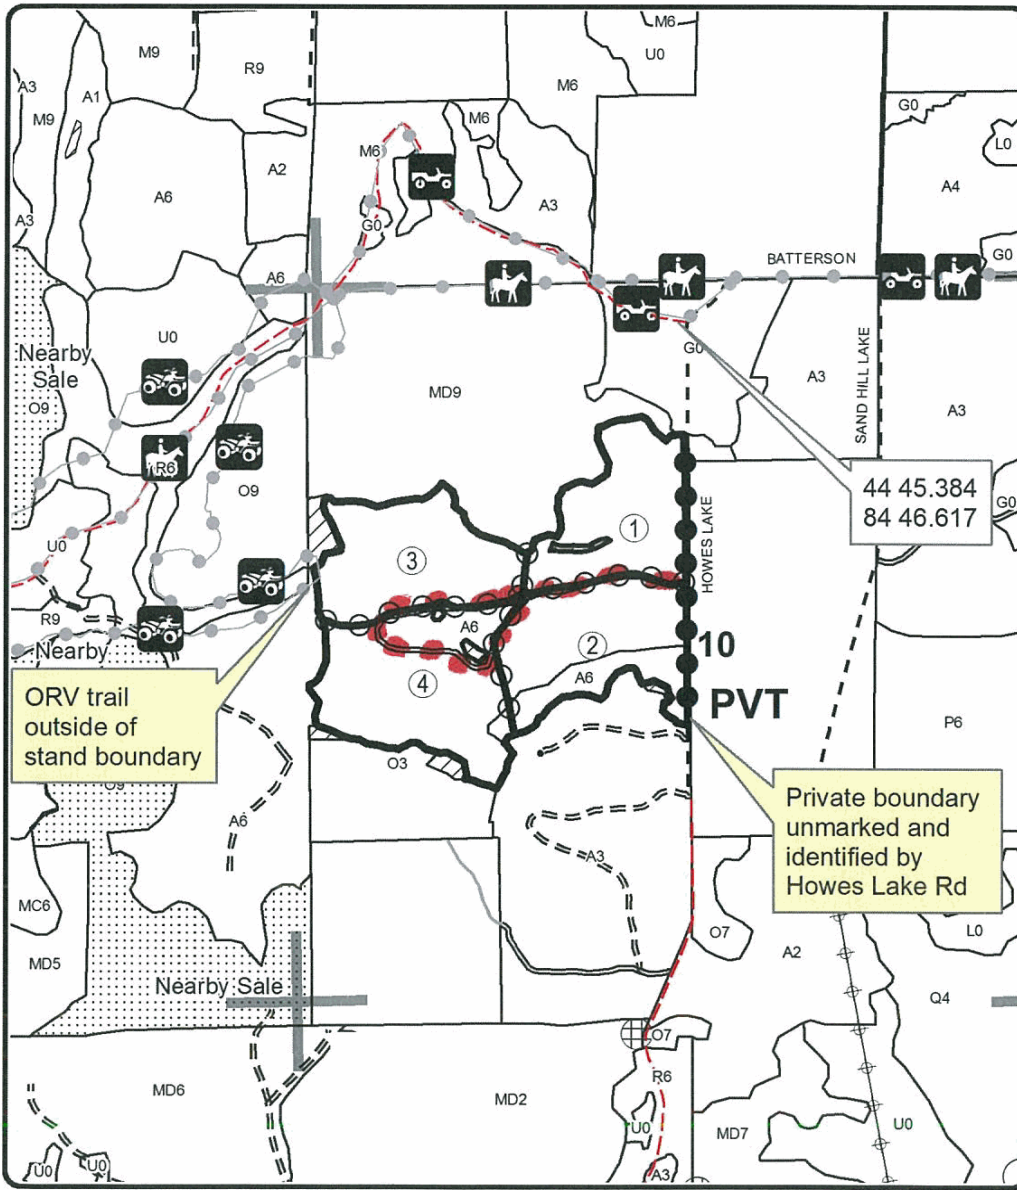 M9
R9
M6
U0
A3
M9
A1
M6
M6
G0
L0
M6
A2
A6
A3
A4
A3
G0
G0
A6
BATTERSON
U0
Nearby
Sale
G0
O9
MD9
A3
A3
SAND HILL LAKE
R6
O9
44 45.384
84 46.617
G0
1
HOWES LAKE
U0
3
R9
A6
10
Nearby
2
4
A6
PVT
ORV trail
outside of
stand boundary
P6
O3
O9
Private boundary
unmarked and
identified by
Howes Lake Rd
A6
A3
MC6
O7
L0
MD5
A2
Nearby Sale
Q4
O7
MD6
MD2
R6
U0
MD7
U0
U0
U0
A3